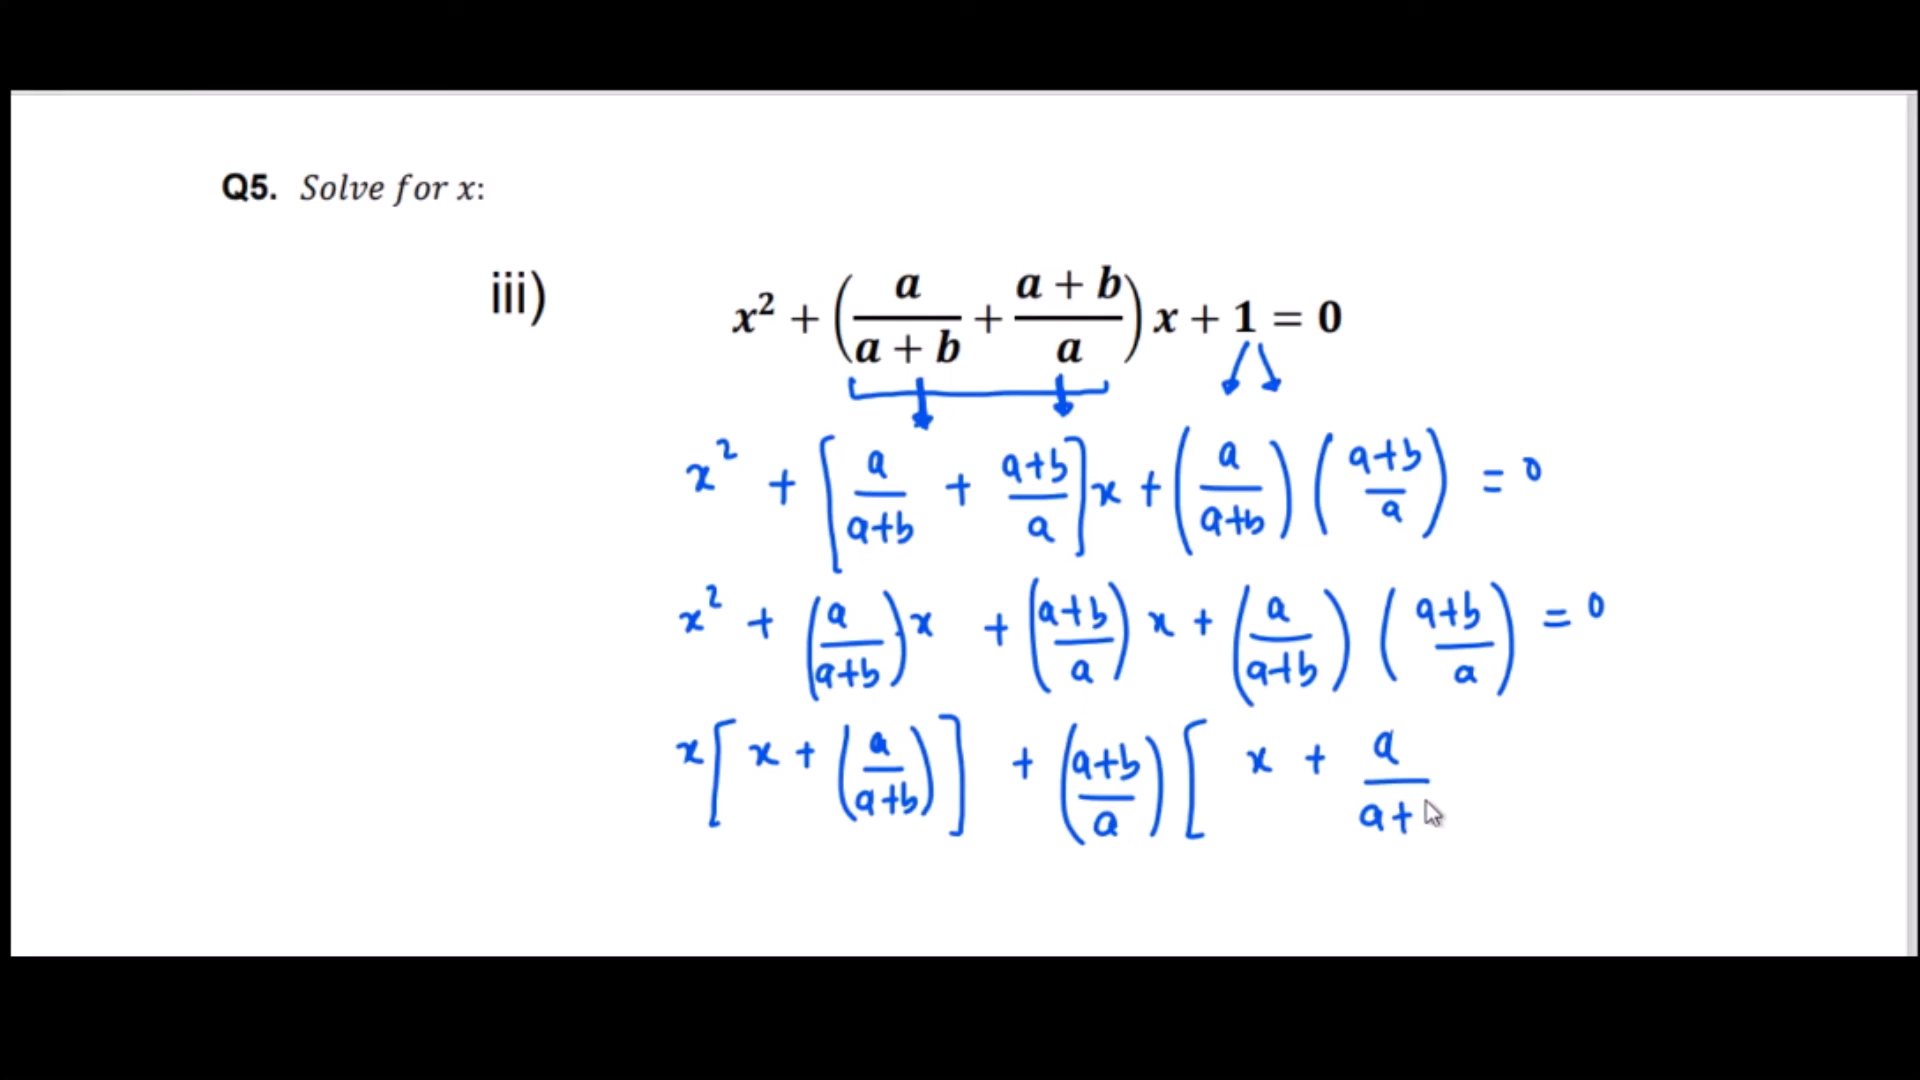 Q5. Solve for x:
iii) x² + (a/(a + b) + (a + b)/a) x + 1 = 0
x² + [a/(a+b) + (a+b)/a] x + (a/(a+b)) ((a+b)/a) = 0
x² + (a/(a+b)) x + ((a+b)/a) x + (a/(a+b)) ((a+b)/a) = 0
x [x + (a/(a+b))] + ((a+b)/a) [ x + a/(a+